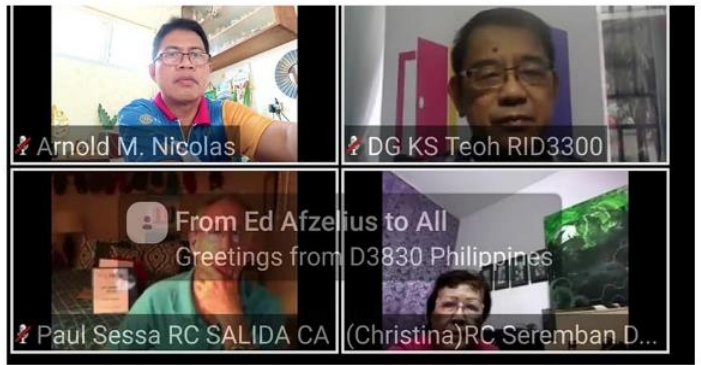 Arnold M. Nicolas
DG KS Teoh RID3300
From Ed Afzelius to All
Greetings from D3830 Philippines
Paul Sessa RC SALIDA CA
(Christina)RC Seremban D...